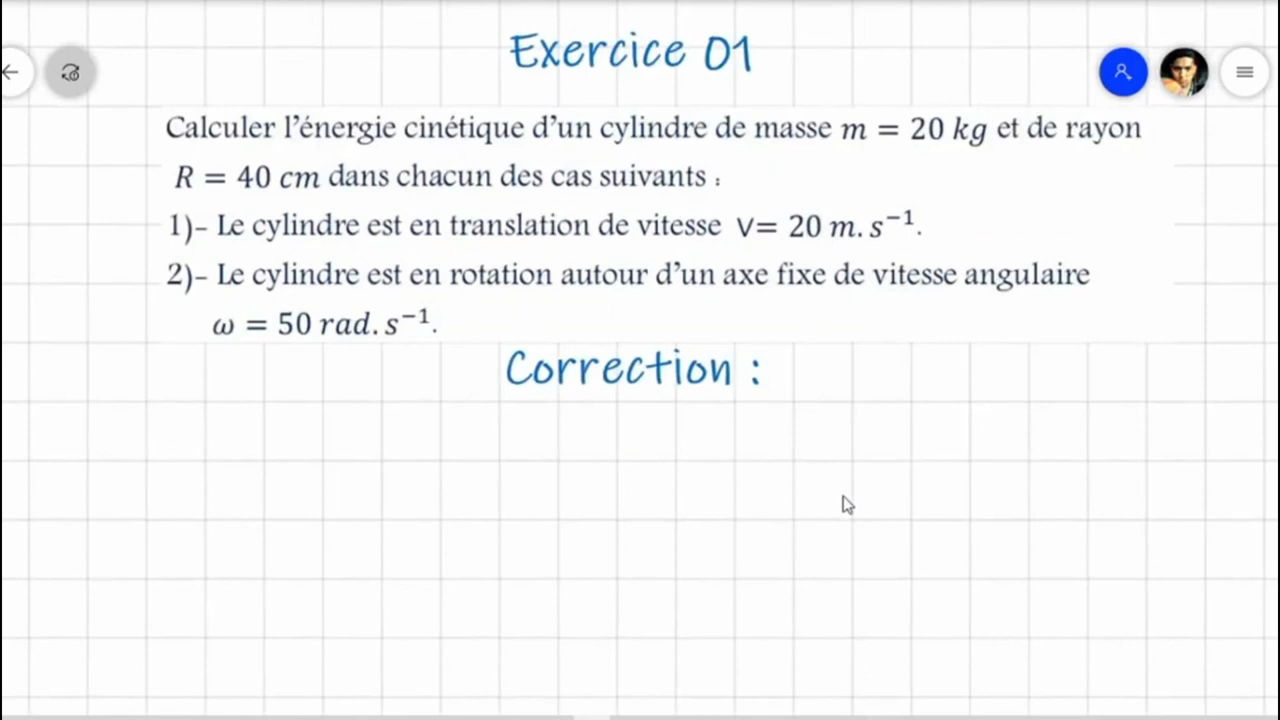 Exercice 01
Calculer l'énergie cinétique d'un cylindre de masse m = 20 kg et de rayon
R = 40 cm dans chacun des cas suivants :
1)- Le cylindre est en translation de vitesse V= 20 m. s⁻¹.
2)- Le cylindre est en rotation autour d'un axe fixe de vitesse angulaire
ω = 50 rad. s⁻¹.
Correction :